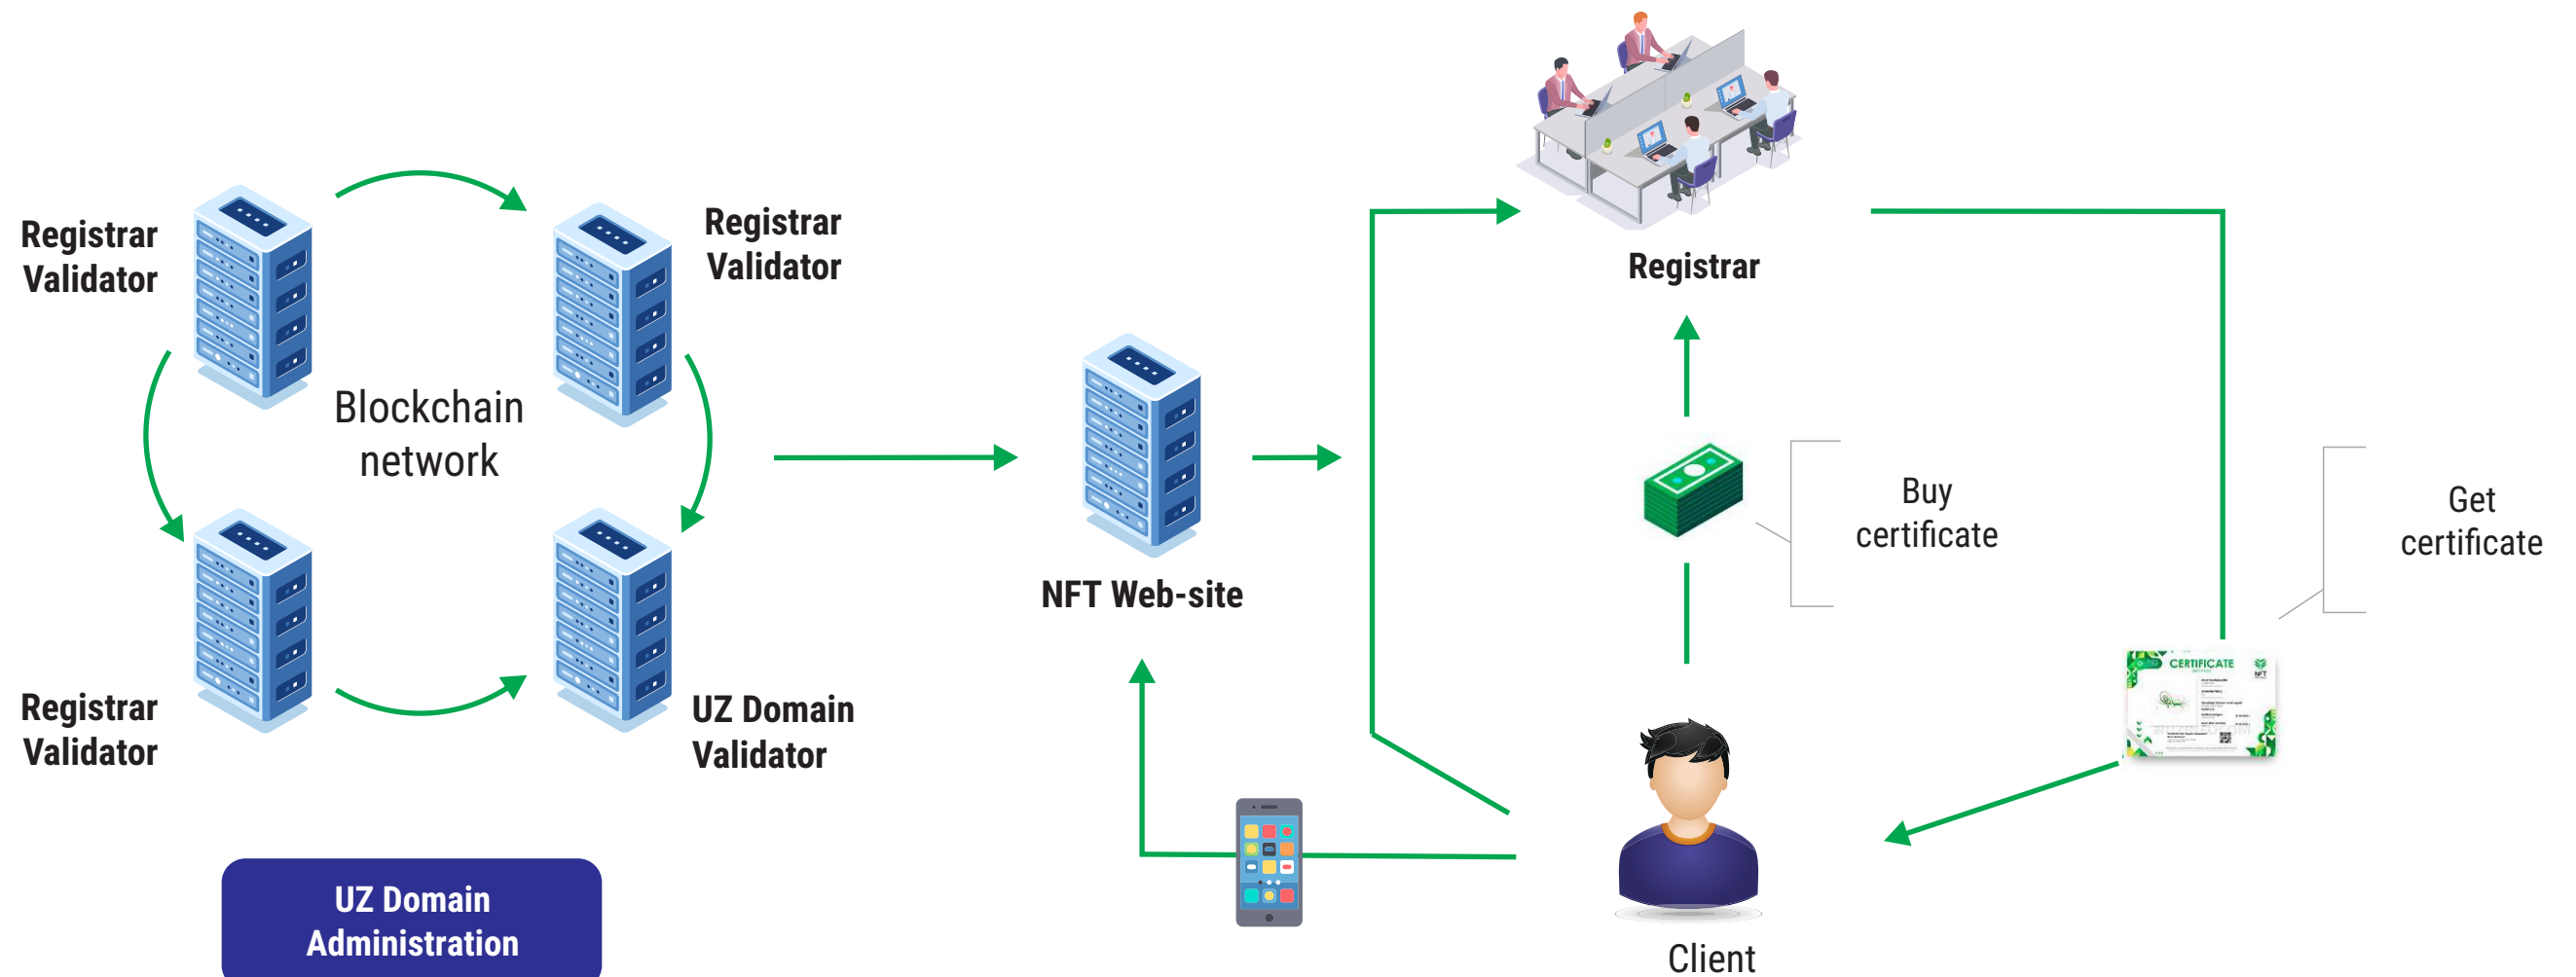 Registrar
Validator
Registrar
Validator
Blockchain
network
Registrar
Validator
UZ Domain
Validator
UZ Domain
Administration
NFT Web-site
Registrar
Buy
certificate
Get
certificate
CERTIFICATE
NFT
Client